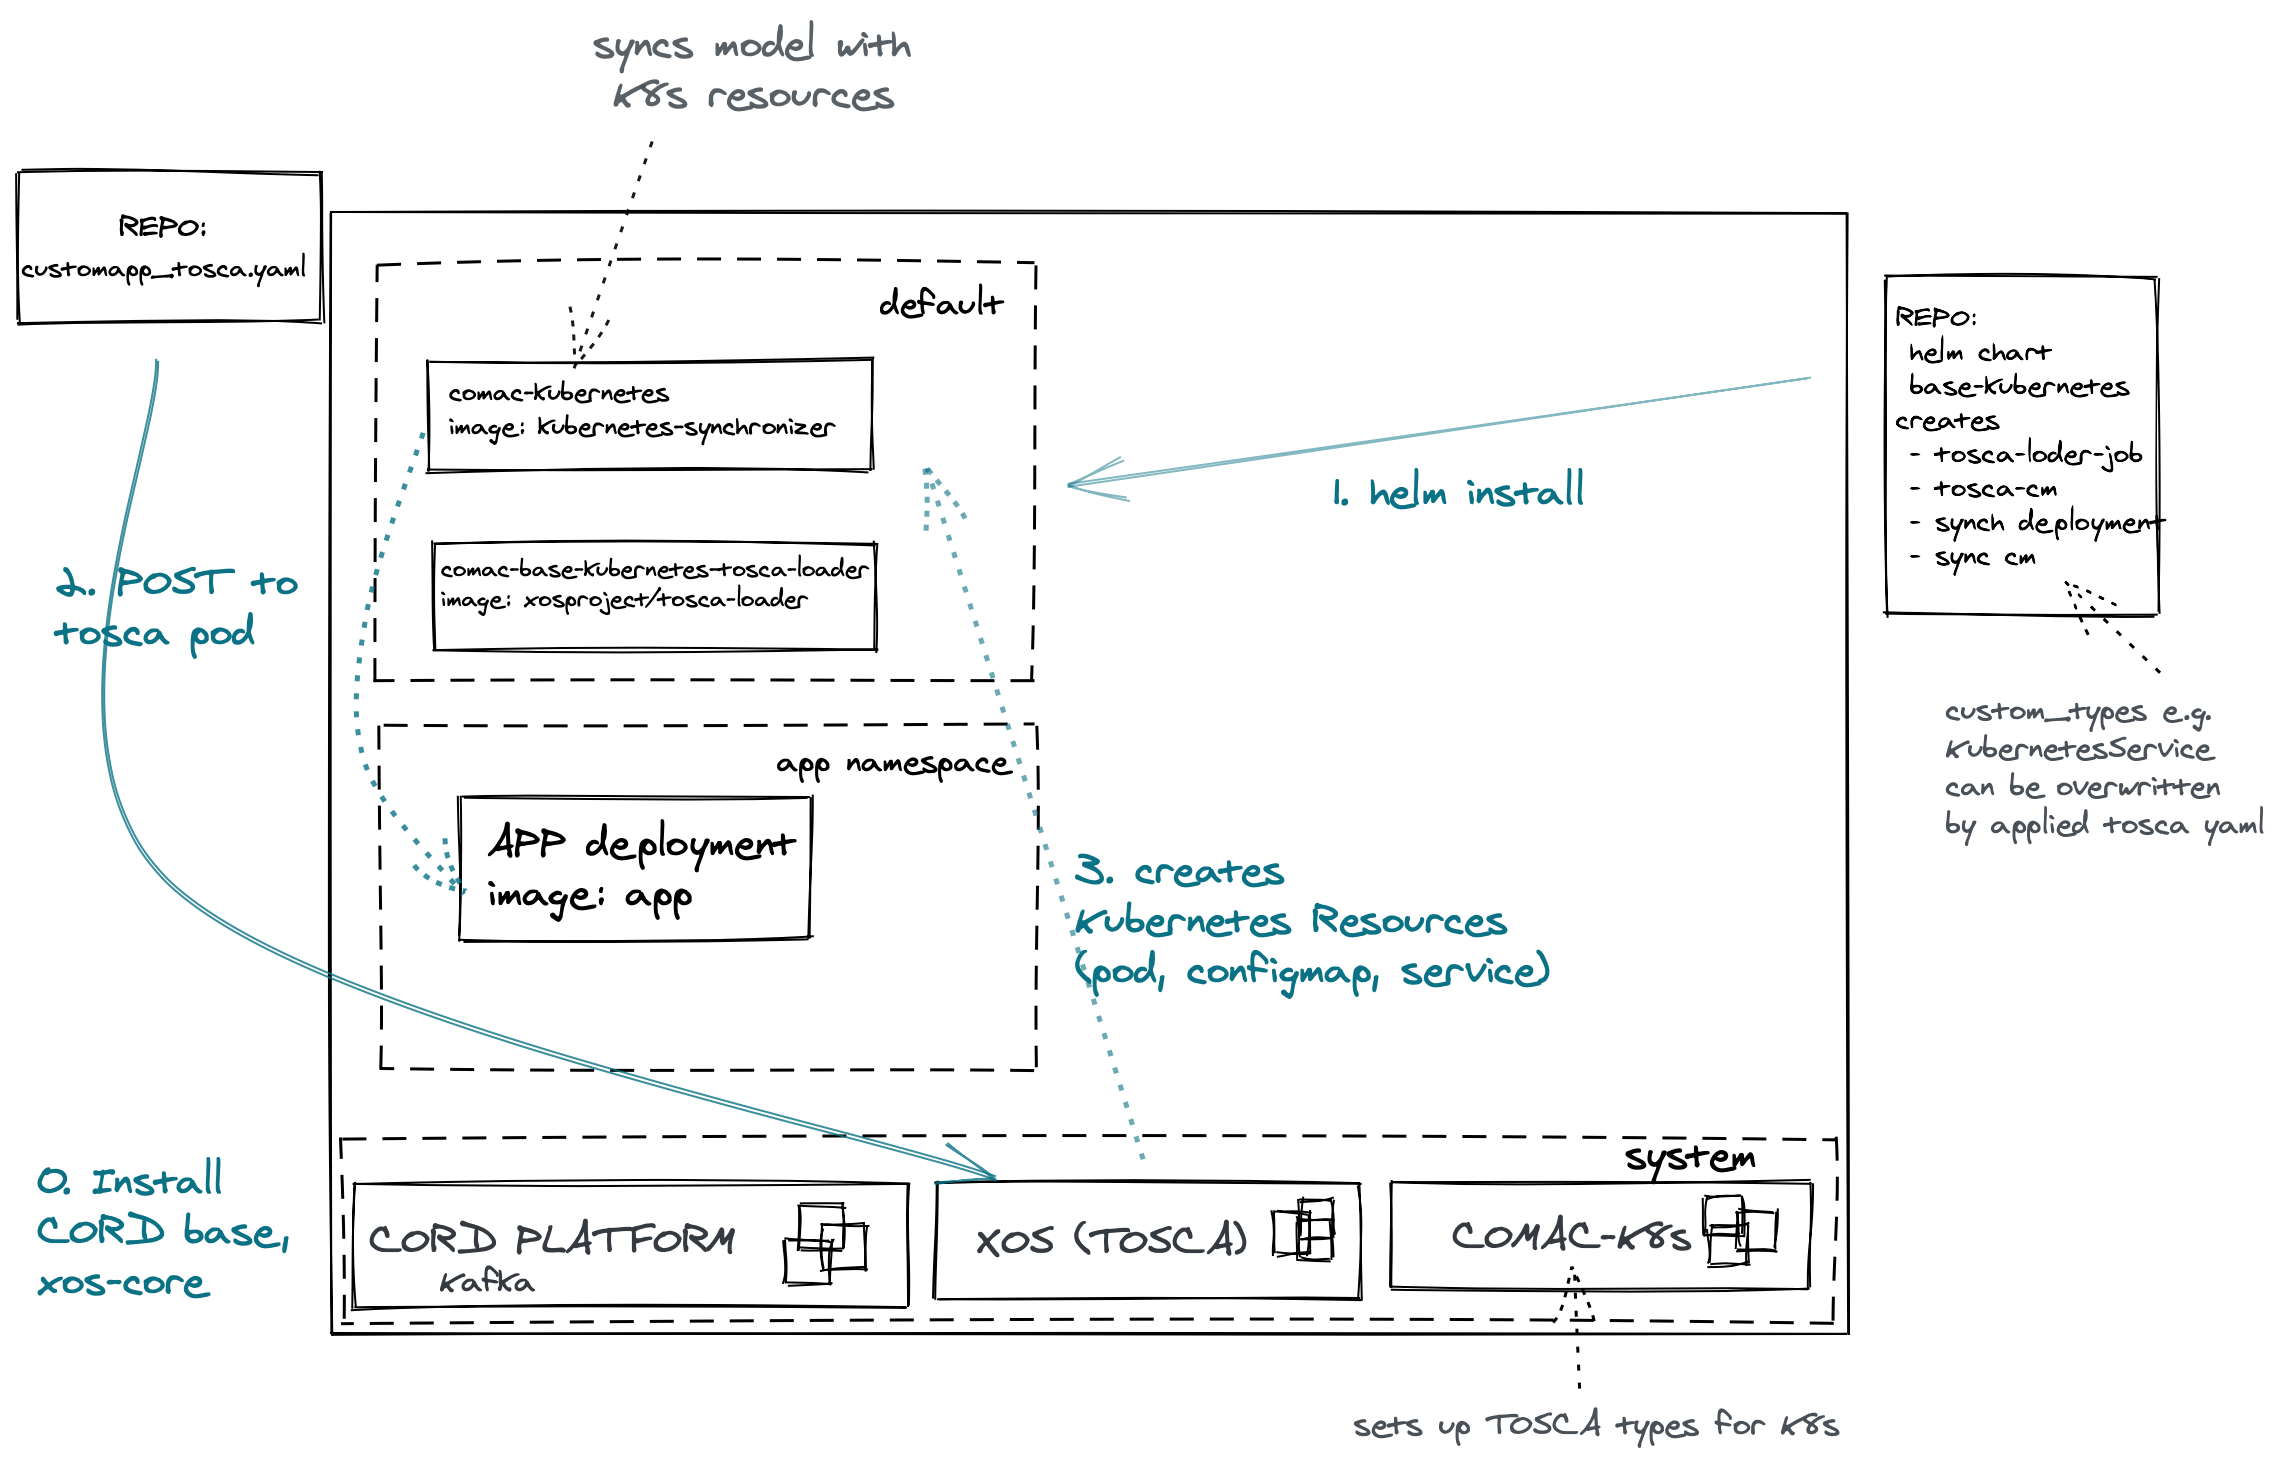 syncs model with
K8s resources
REPO:
customapp_tosca.yaml
default
comac-kubernetes
image: kubernetes-synchronizer
comac-base-kubernetes-tosca-loader
image: xosproject/tosca-loader
1. helm install
REPO:
helm chart
base-kubernetes
creates
- tosca-loder-job
- tosca-cm
- synch deployment
- sync cm
2. POST to
tosca pod
custom_types e.g.
KubernetesService
can be overwritten
by applied tosca yaml
app namespace
APP deployment
image: app
3. creates
Kubernetes Resources
(pod, configmap, service)
0. Install
CORD base,
xos-core
system
CORD PLATFORM
Kafka
XOS (TOSCA)
COMAC-K8s
sets up TOSCA types for K8s